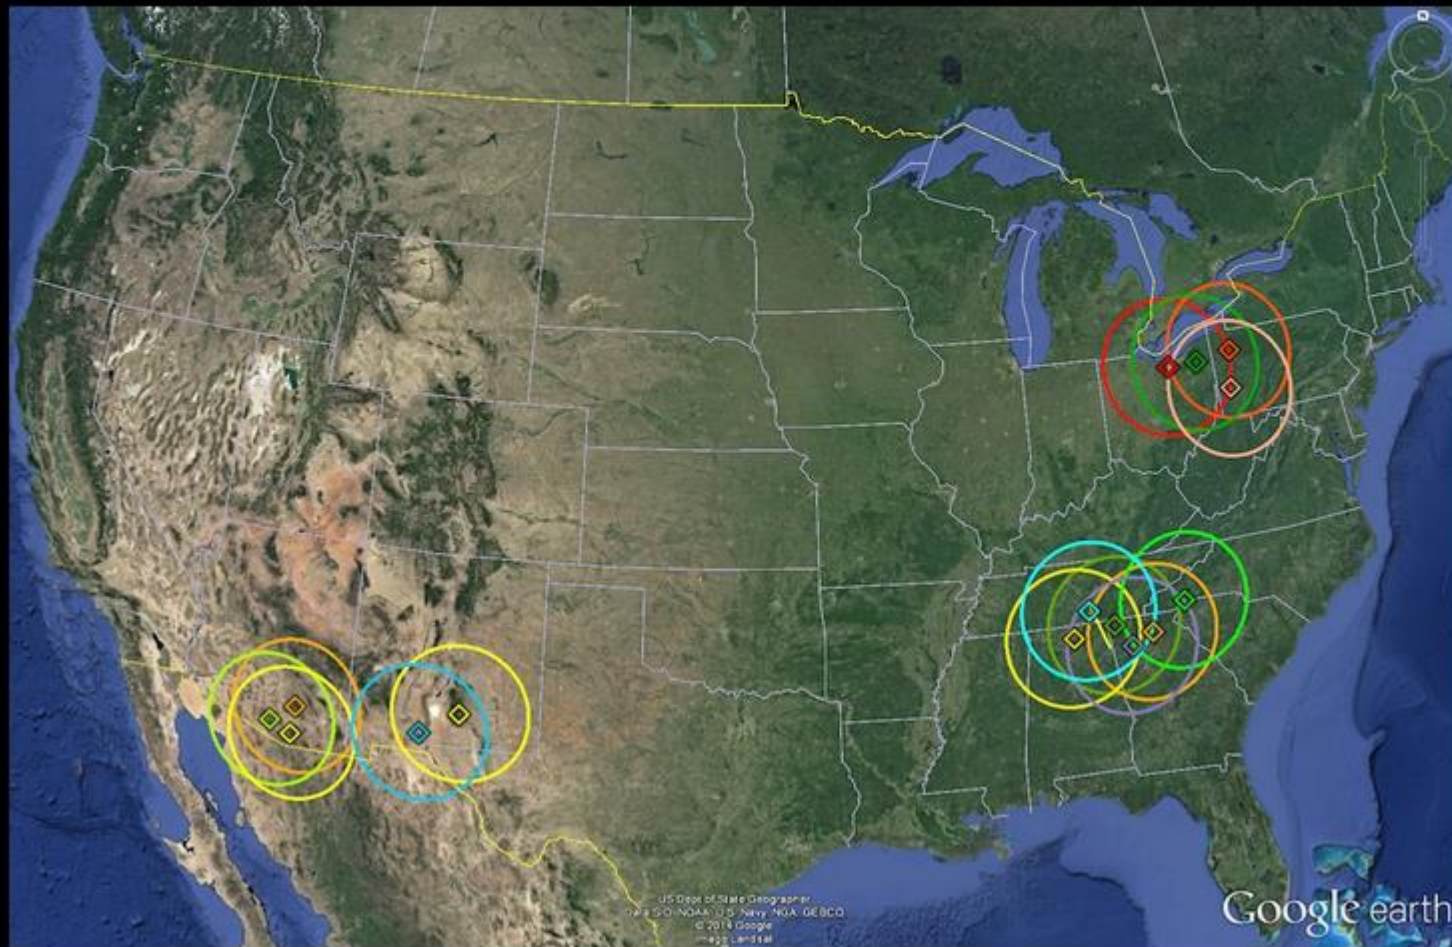 US Dept of State Geographer
Data SIO, NOAA, U.S. Navy, NGA, GEBCO
© 2014 Google
Image Landsat
Google earth